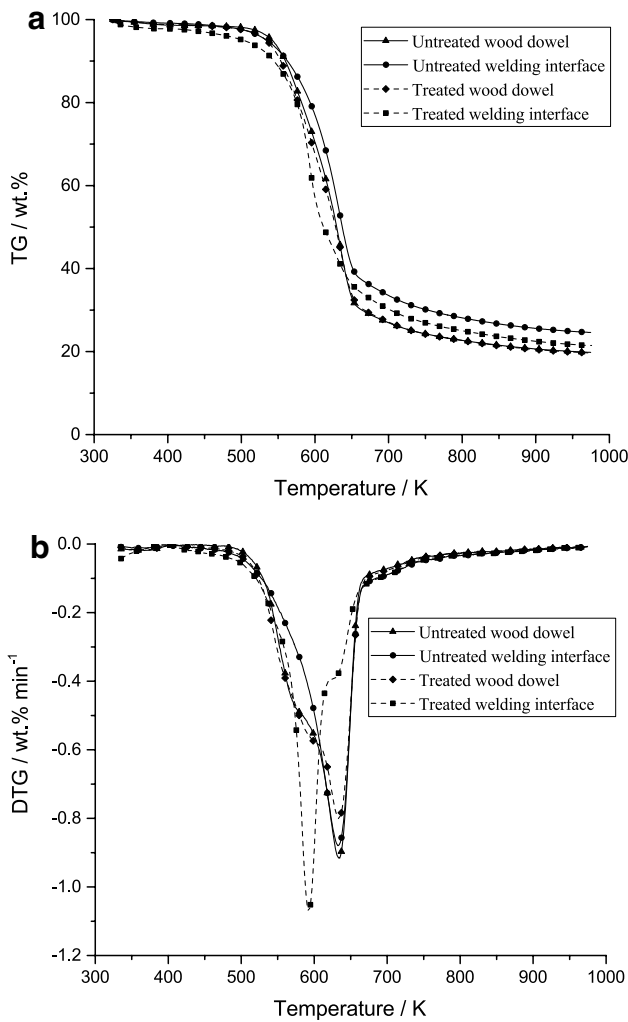 a
100
80
60
40
20
0
TG / wt.%
Untreated wood dowel
Untreated welding interface
Treated wood dowel
Treated welding interface
300 400 500 600 700 800 900 1000
Temperature / K
b
0.0
-0.2
-0.4
-0.6
-0.8
-1.0
-1.2
DTG / wt.% min⁻¹
Untreated wood dowel
Untreated welding interface
Treated wood dowel
Treated welding interface
300 400 500 600 700 800 900 1000
Temperature / K